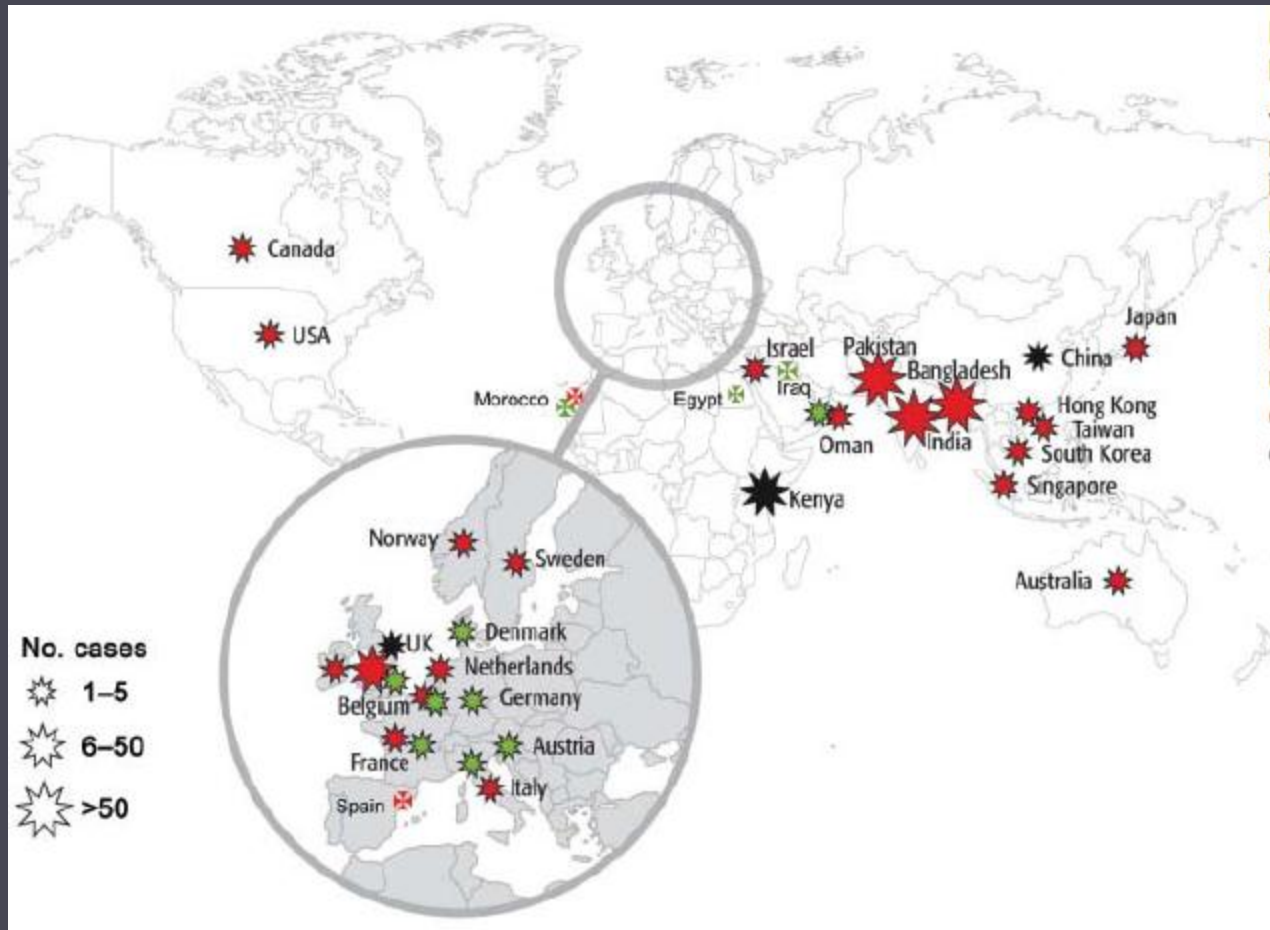 Canada
USA
Morocco
Egypt
Israel
Iraq
Oman
Pakistan
Bangladesh
India
Kenya
China
Japan
Hong Kong
Taiwan
South Korea
Singapore
Australia
Norway
Sweden
Denmark
UK
Netherlands
Belgium
Germany
France
Austria
Italy
Spain
No. cases
1–5
6–50
>50